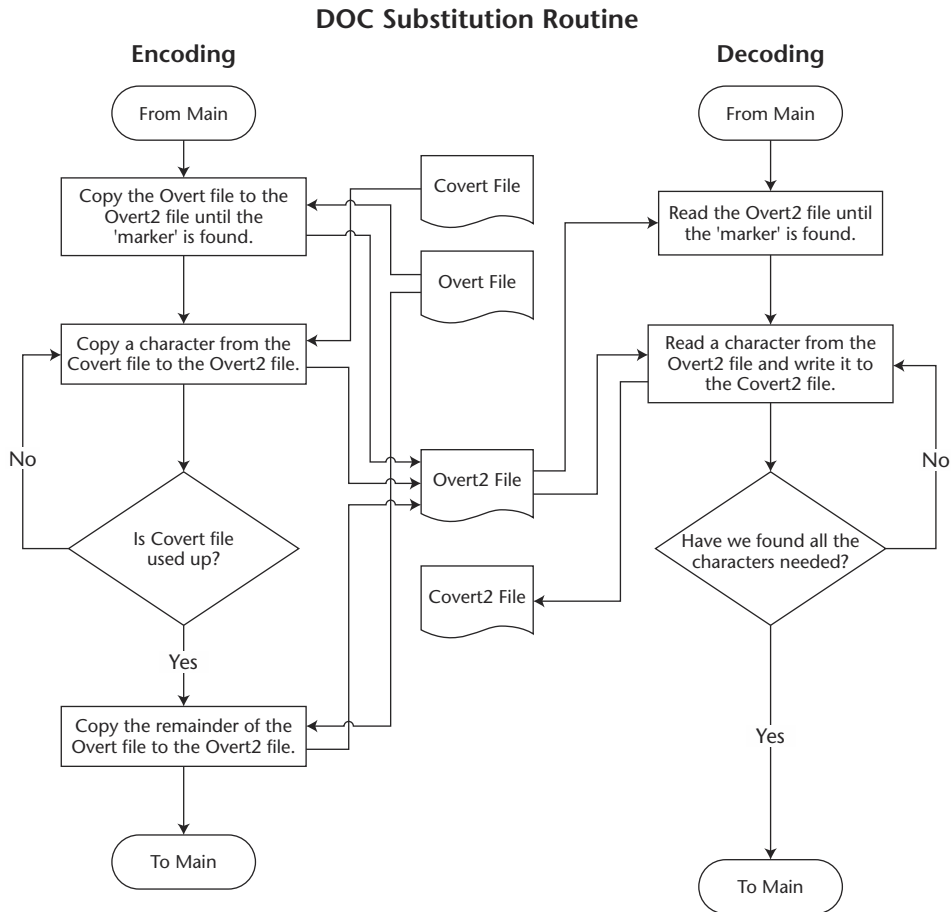 DOC Substitution Routine
Encoding
From Main
Copy the Overt file to the
Overt2 file until the
'marker' is found.
Copy a character from the
Covert file to the Overt2 file.
No
Is Covert file
used up?
Yes
Copy the remainder of the
Overt file to the Overt2 file.
To Main
Covert File
Overt File
Overt2 File
Covert2 File
Decoding
From Main
Read the Overt2 file until
the 'marker' is found.
Read a character from the
Overt2 file and write it to
the Covert2 file.
No
Have we found all the
characters needed?
Yes
To Main